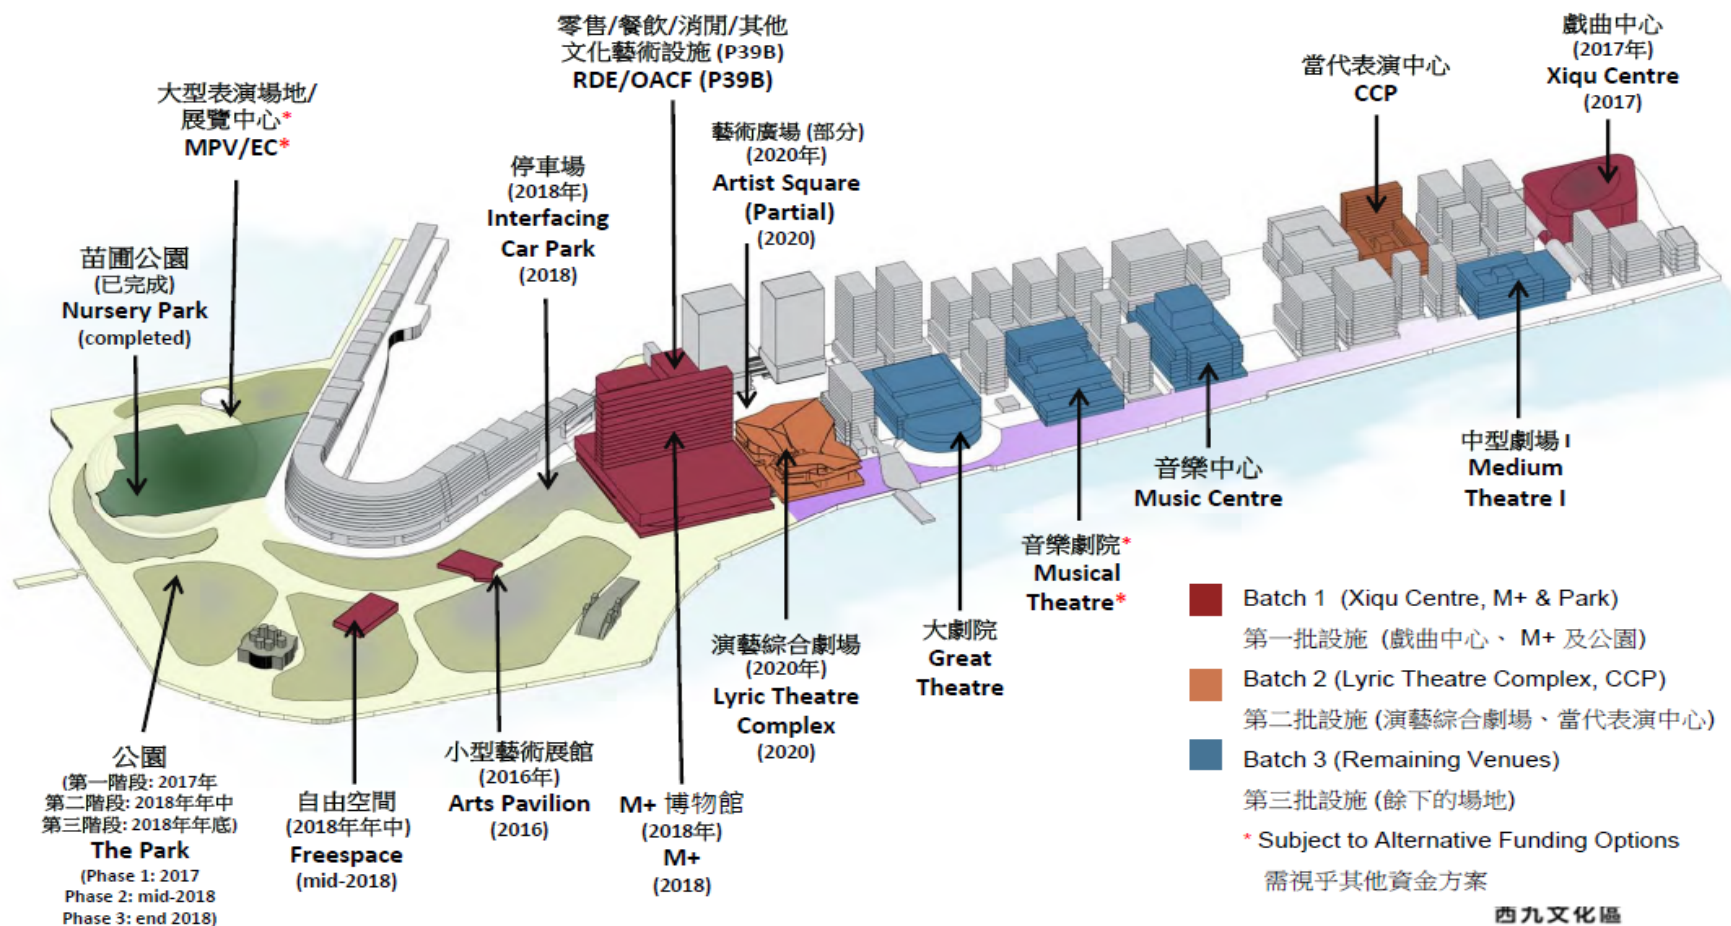 零售/餐飲/消閒/其他
文化藝術設施 (P39B)
RDE/OACF (P39B)
戲曲中心
(2017年)
Xiqu Centre
(2017)
當代表演中心
CCP
大型表演場地/
展覽中心*
MPV/EC*
藝術廣場 (部分)
(2020年)
Artist Square
(Partial)
(2020)
停車場
(2018年)
Interfacing
Car Park
(2018)
苗圃公園
(已完成)
Nursery Park
(completed)
中型劇場 I
Medium
Theatre I
音樂中心
Music Centre
音樂劇院*
Musical
Theatre*
大劇院
Great
Theatre
演藝綜合劇場
(2020年)
Lyric Theatre
Complex
(2020)
公園
(第一階段: 2017年
第二階段: 2018年年中
第三階段: 2018年年底)
The Park
(Phase 1: 2017
Phase 2: mid-2018
Phase 3: end 2018)
自由空間
(2018年年中)
Freespace
(mid-2018)
小型藝術展館
(2016年)
Arts Pavilion
(2016)
M+ 博物館
(2018年)
M+
(2018)
Batch 1 (Xiqu Centre, M+ & Park)
第一批設施 (戲曲中心、M+ 及公園)
Batch 2 (Lyric Theatre Complex, CCP)
第二批設施 (演藝綜合劇場、當代表演中心)
Batch 3 (Remaining Venues)
第三批設施 (餘下的場地)
* Subject to Alternative Funding Options
需視乎其他資金方案
西九文化區